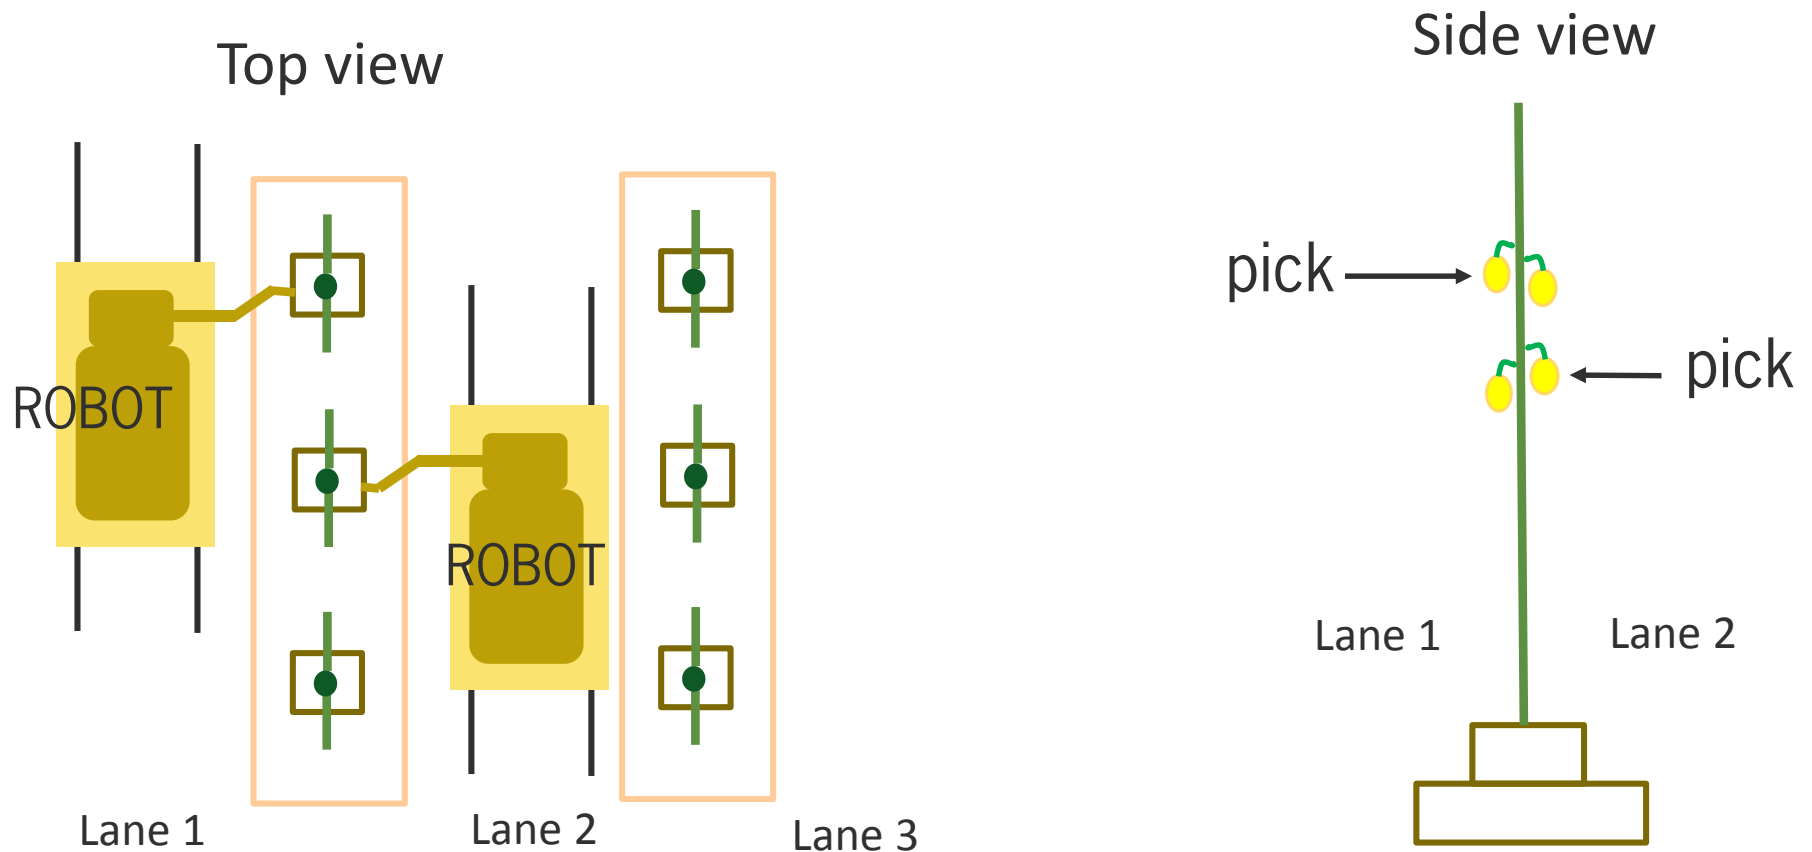 Top view
ROBOT
ROBOT
Lane 1
Lane 2
Lane 3
Side view
pick
pick
Lane 1
Lane 2